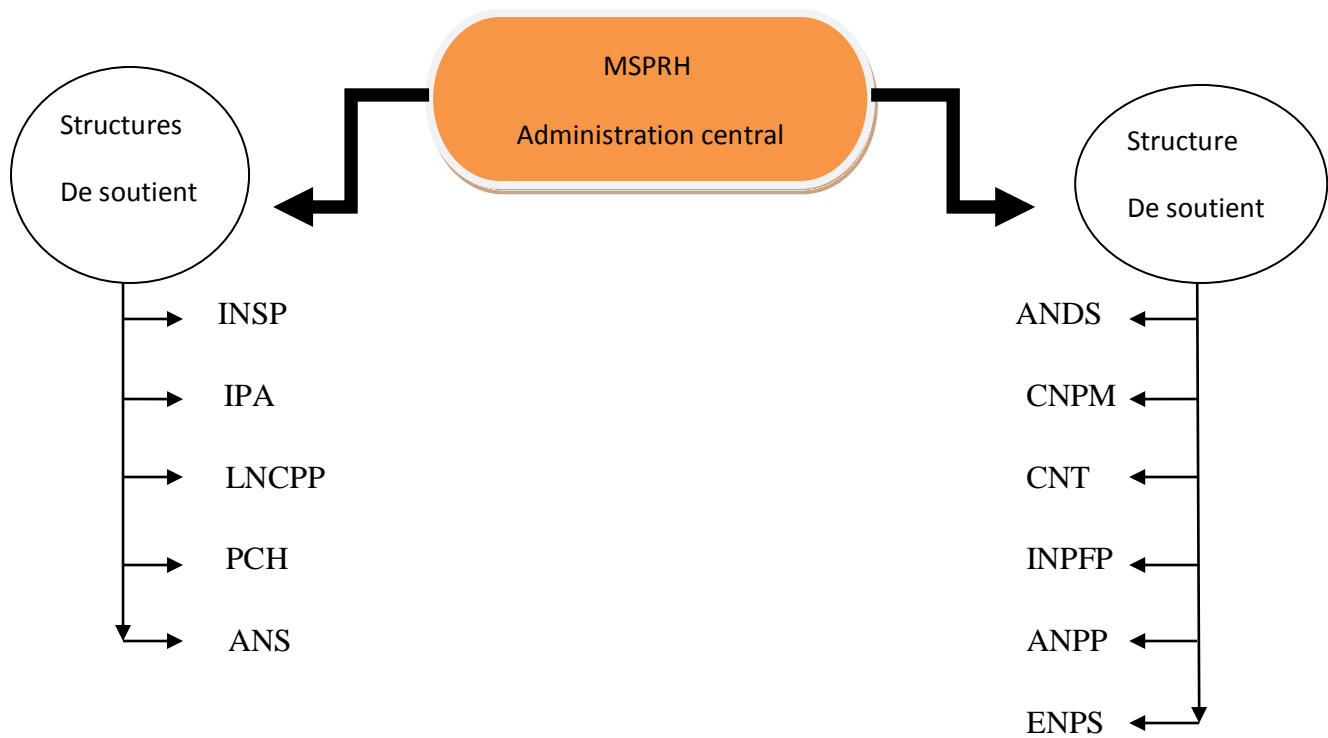 MSPRH
Administration central
Structures
De soutient
Structure
De soutient
INSP
IPA
LNCPP
PCH
ANS
ANDS
CNPM
CNT
INPFP
ANPP
ENPS